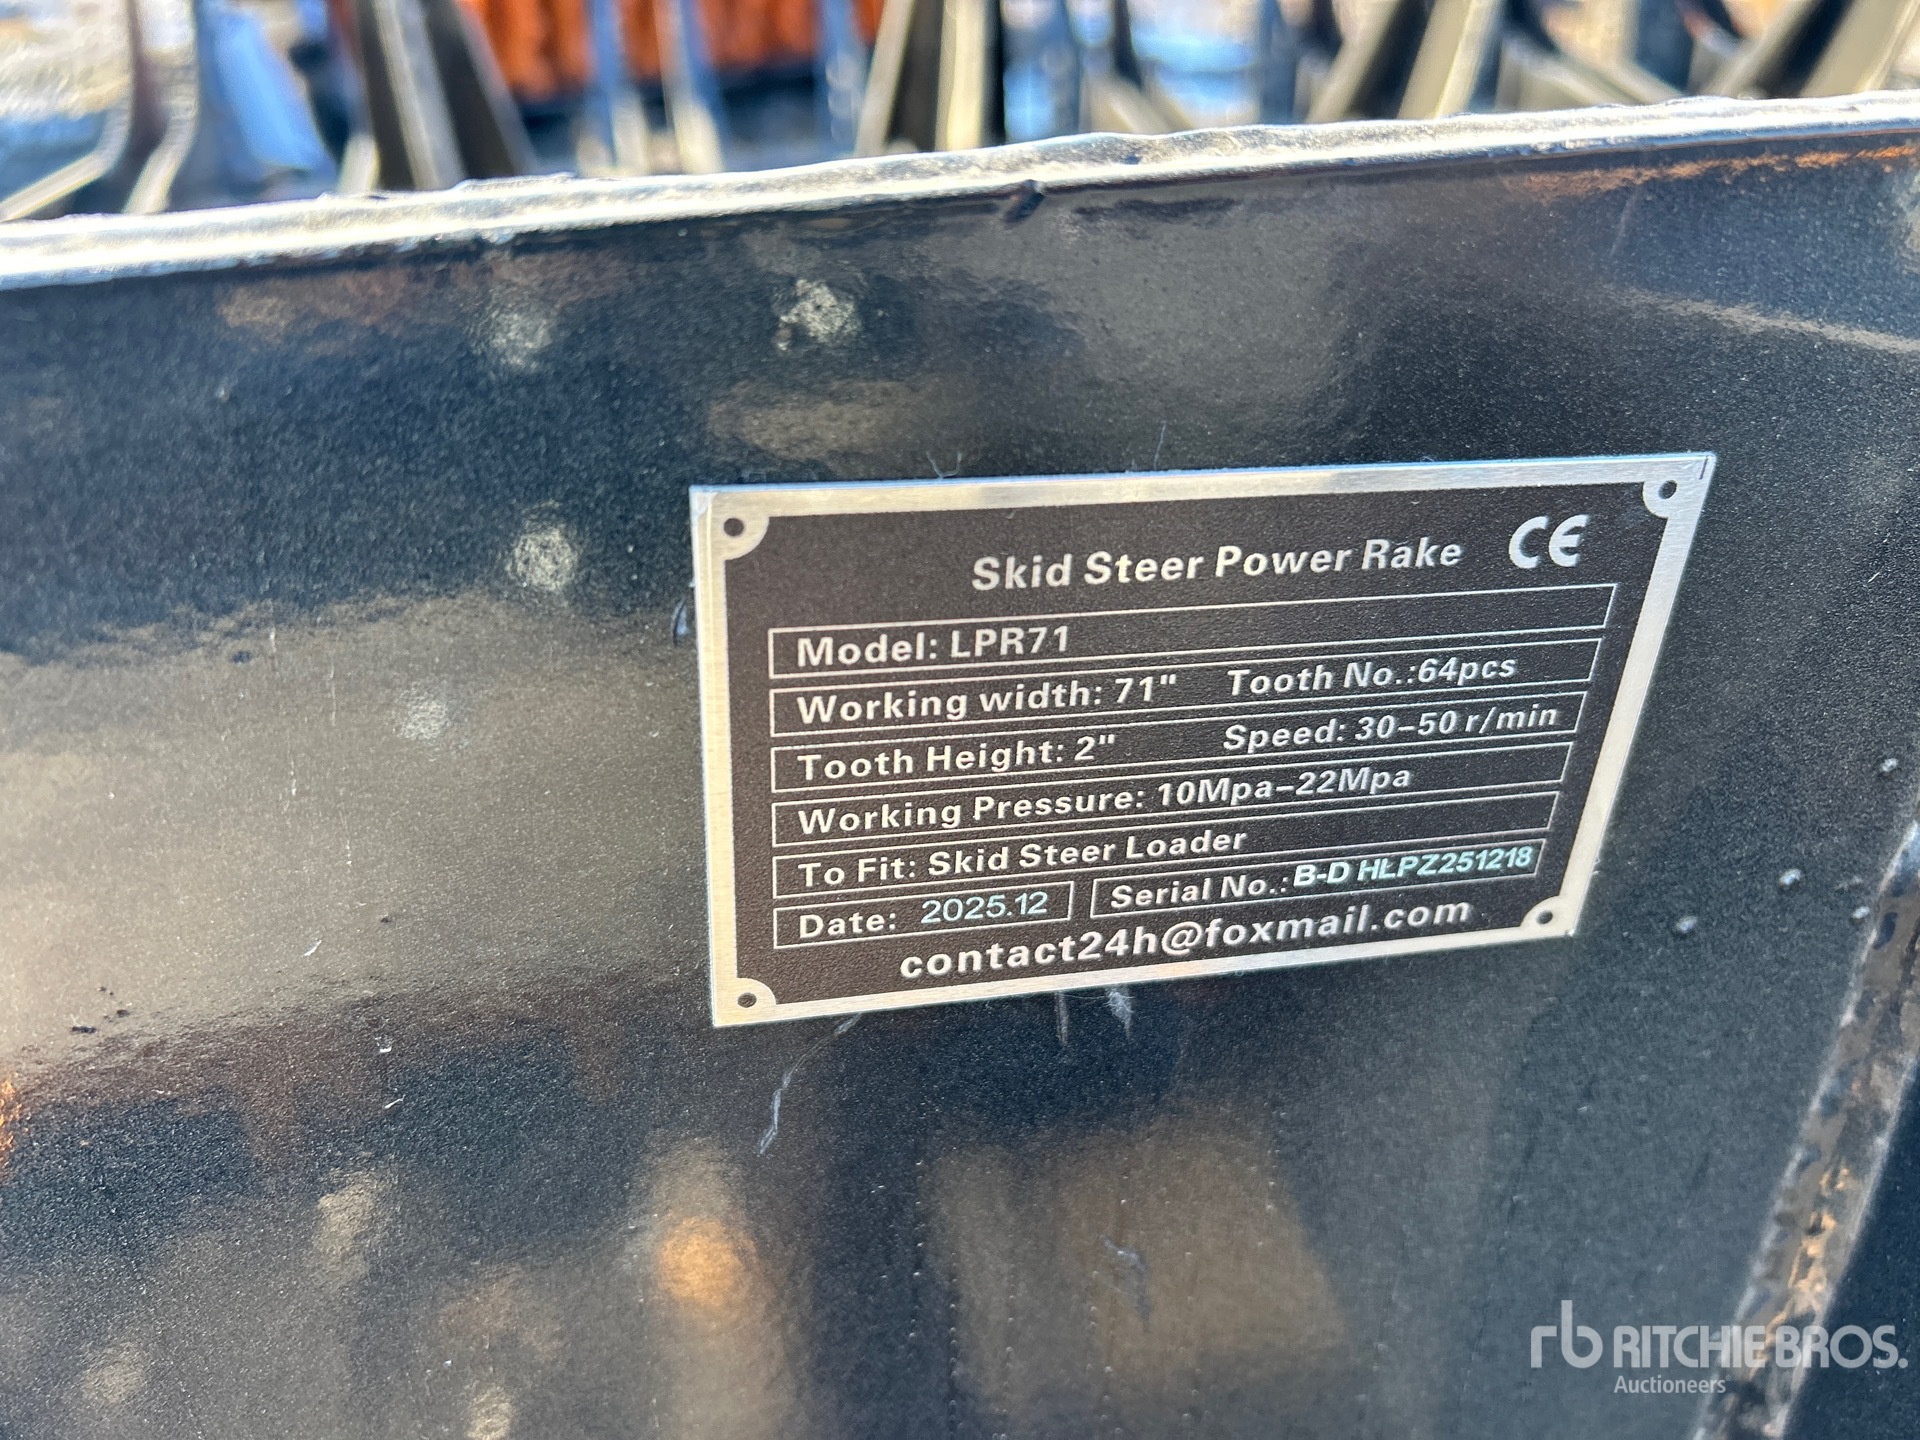 Skid Steer Power Rake CE
Model: LPR71
Working width: 71" Tooth No.:64pcs
Tooth Height: 2" Speed: 30-50 r/min
Working Pressure: 10Mpa-22Mpa
To Fit: Skid Steer Loader
Date: 2025.12 Serial No.: B-D HLPZ251218
contact24h@foxmail.com
rb RITCHIE BROS.
Auctioneers